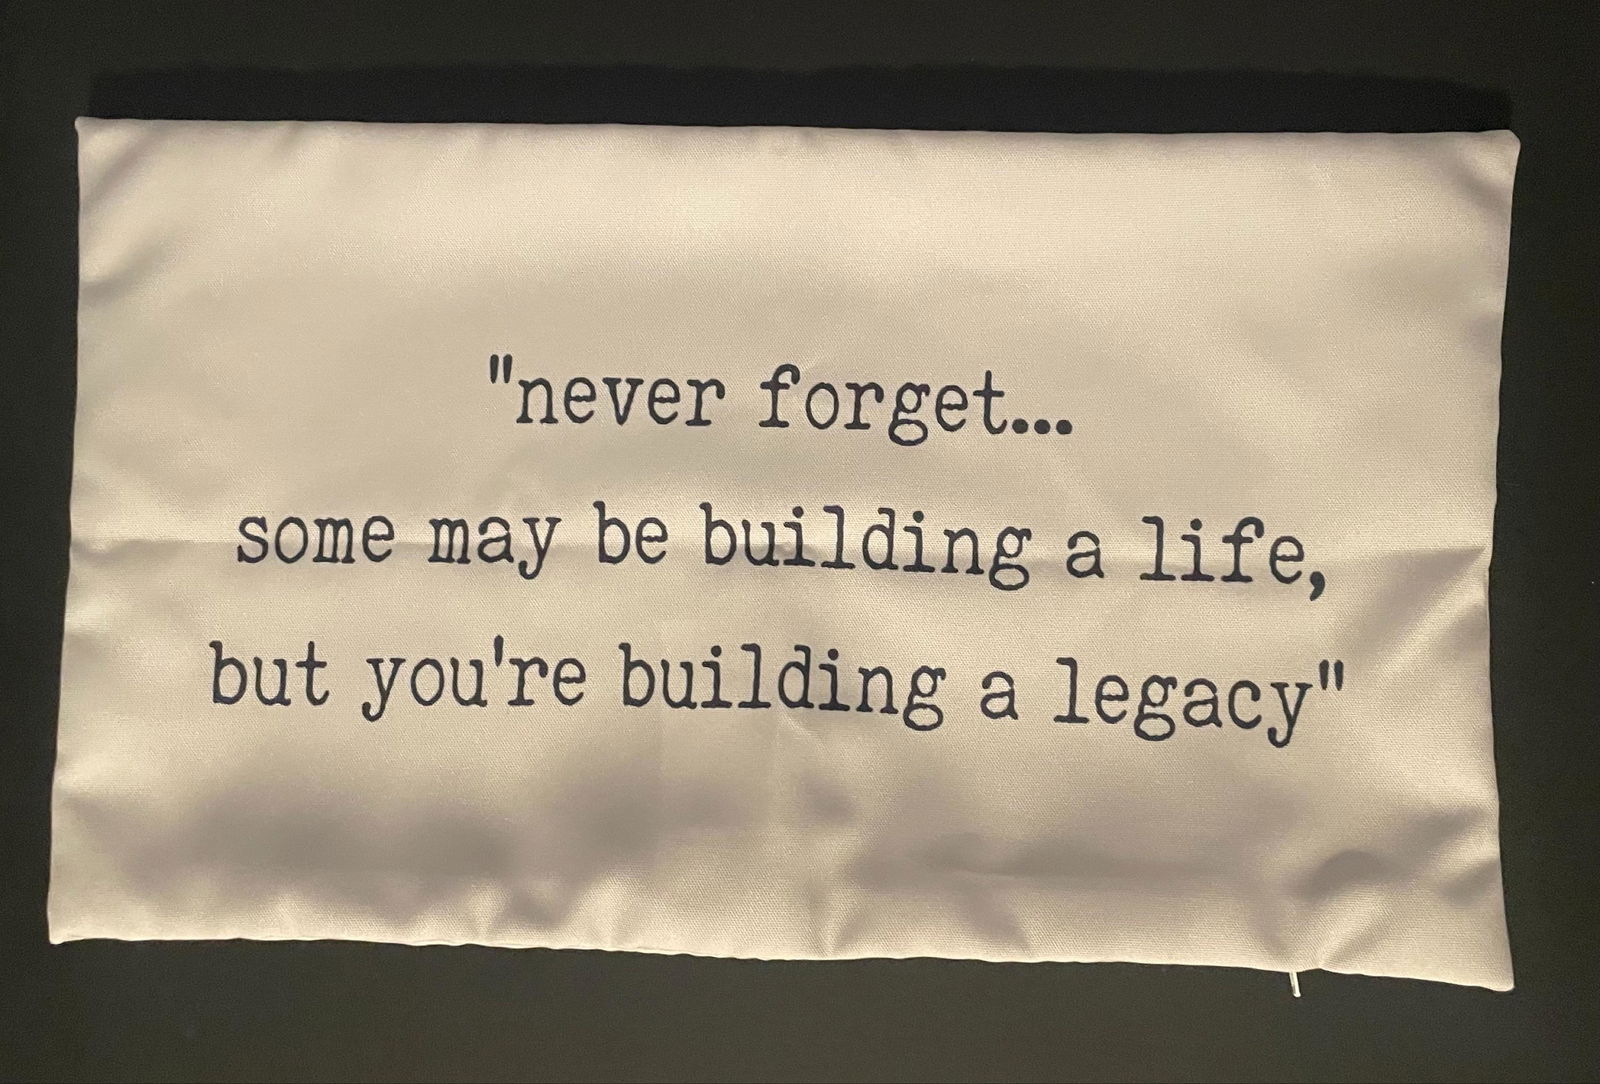 "never forget...
some may be building a life,
but you're building a legacy"